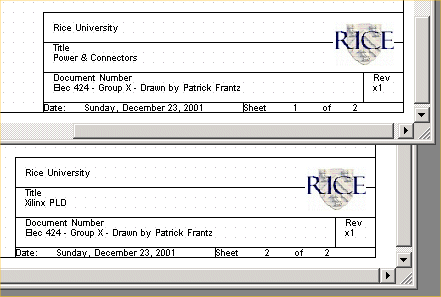 Rice University
RICE
Title
Power & Connectors
Document Number
Rev
Elec 424 - Group X - Drawn by Patrick Frantz
x1
Date: Sunday, December 23, 2001 Sheet 1 of 2
Rice University
RICE
Title
Xilinx PLD
Document Number
Rev
Elec 424 - Group X - Drawn by Patrick Frantz
x1
Date: Sunday, December 23, 2001 Sheet 2 of 2